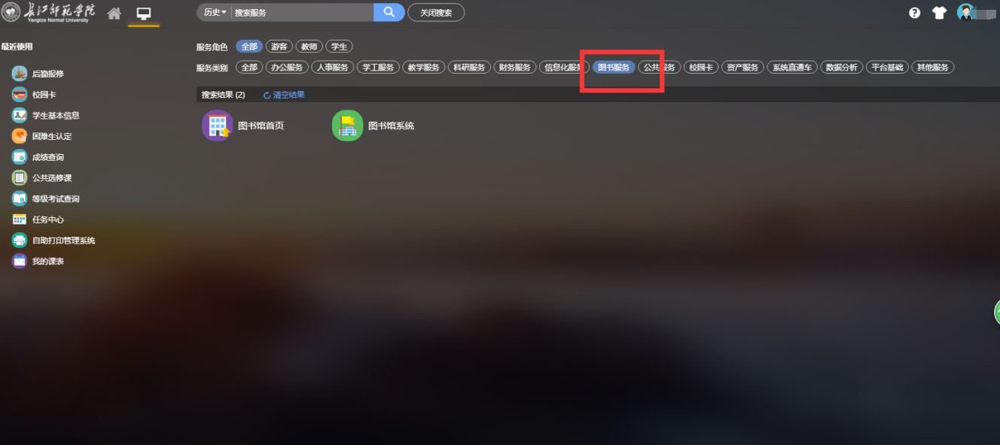 长江师范学院
Yangtze Normal University
历史 搜索服务 关闭搜索
最近使用
后勤报修
校园卡
学生基本信息
困难生认定
成绩查询
公共选修课
等级考试查询
任务中心
自助打印管理系统
我的课表
服务角色 全部 游客 教师 学生
服务类别 全部 办公服务 人事服务 学工服务 教学服务 科研服务 财务服务 信息化服务 图书服务 公共服务 校园卡 资产服务 系统直通车 数据分析 平台基础 其他服务
搜索结果 (2) 清空结果
图书馆首页 图书馆系统